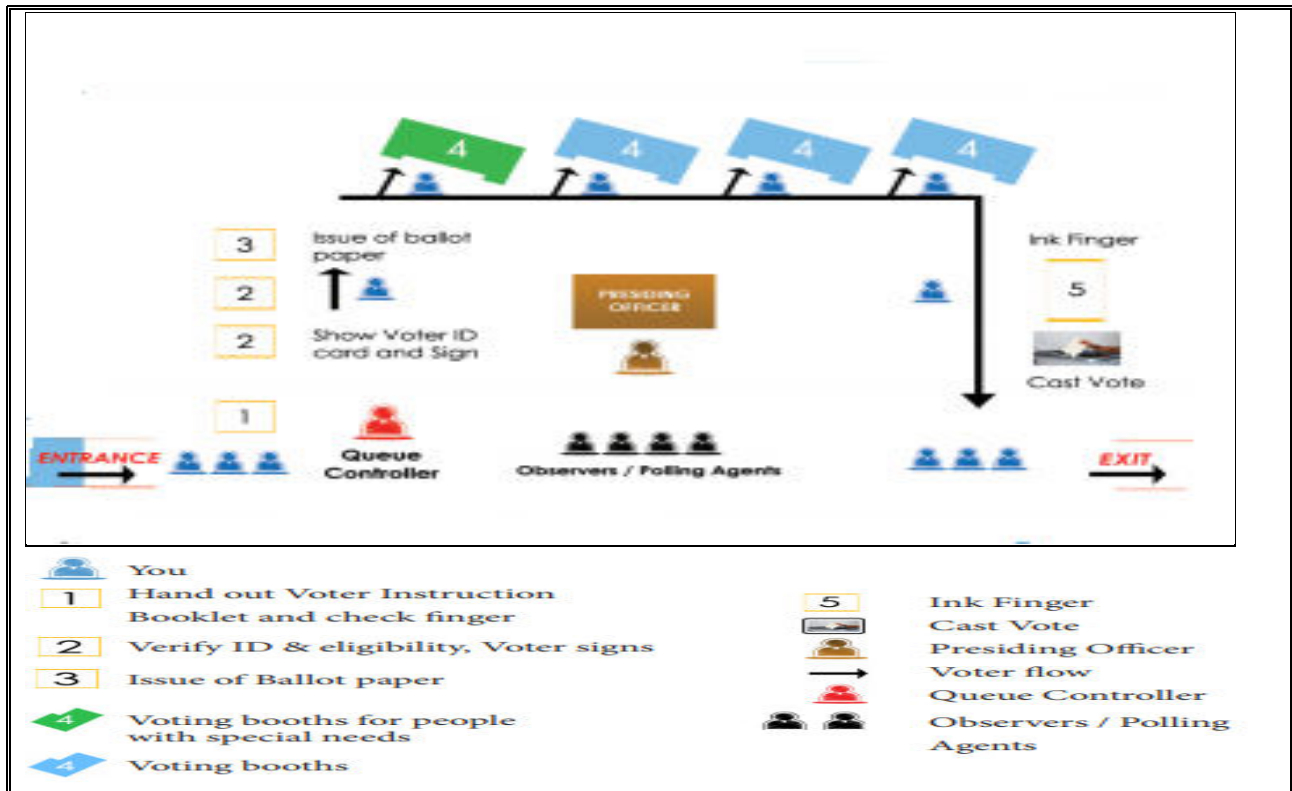 4 4 4 4
3 Issue of ballot
paper
2
2 Show Voter ID
card and Sign
PRESIDING
OFFICER
Ink Finger
5
Cast Vote
1
ENTRANCE
Queue
Controller
Observers / Polling Agents
EXIT
You
1 Hand out Voter Instruction
Booklet and check finger
2 Verify ID & eligibility, Voter signs
3 Issue of Ballot paper
4 Voting booths for people
with special needs
4 Voting booths
5 Ink Finger
Cast Vote
Presiding Officer
Voter flow
Queue Controller
Observers / Polling
Agents